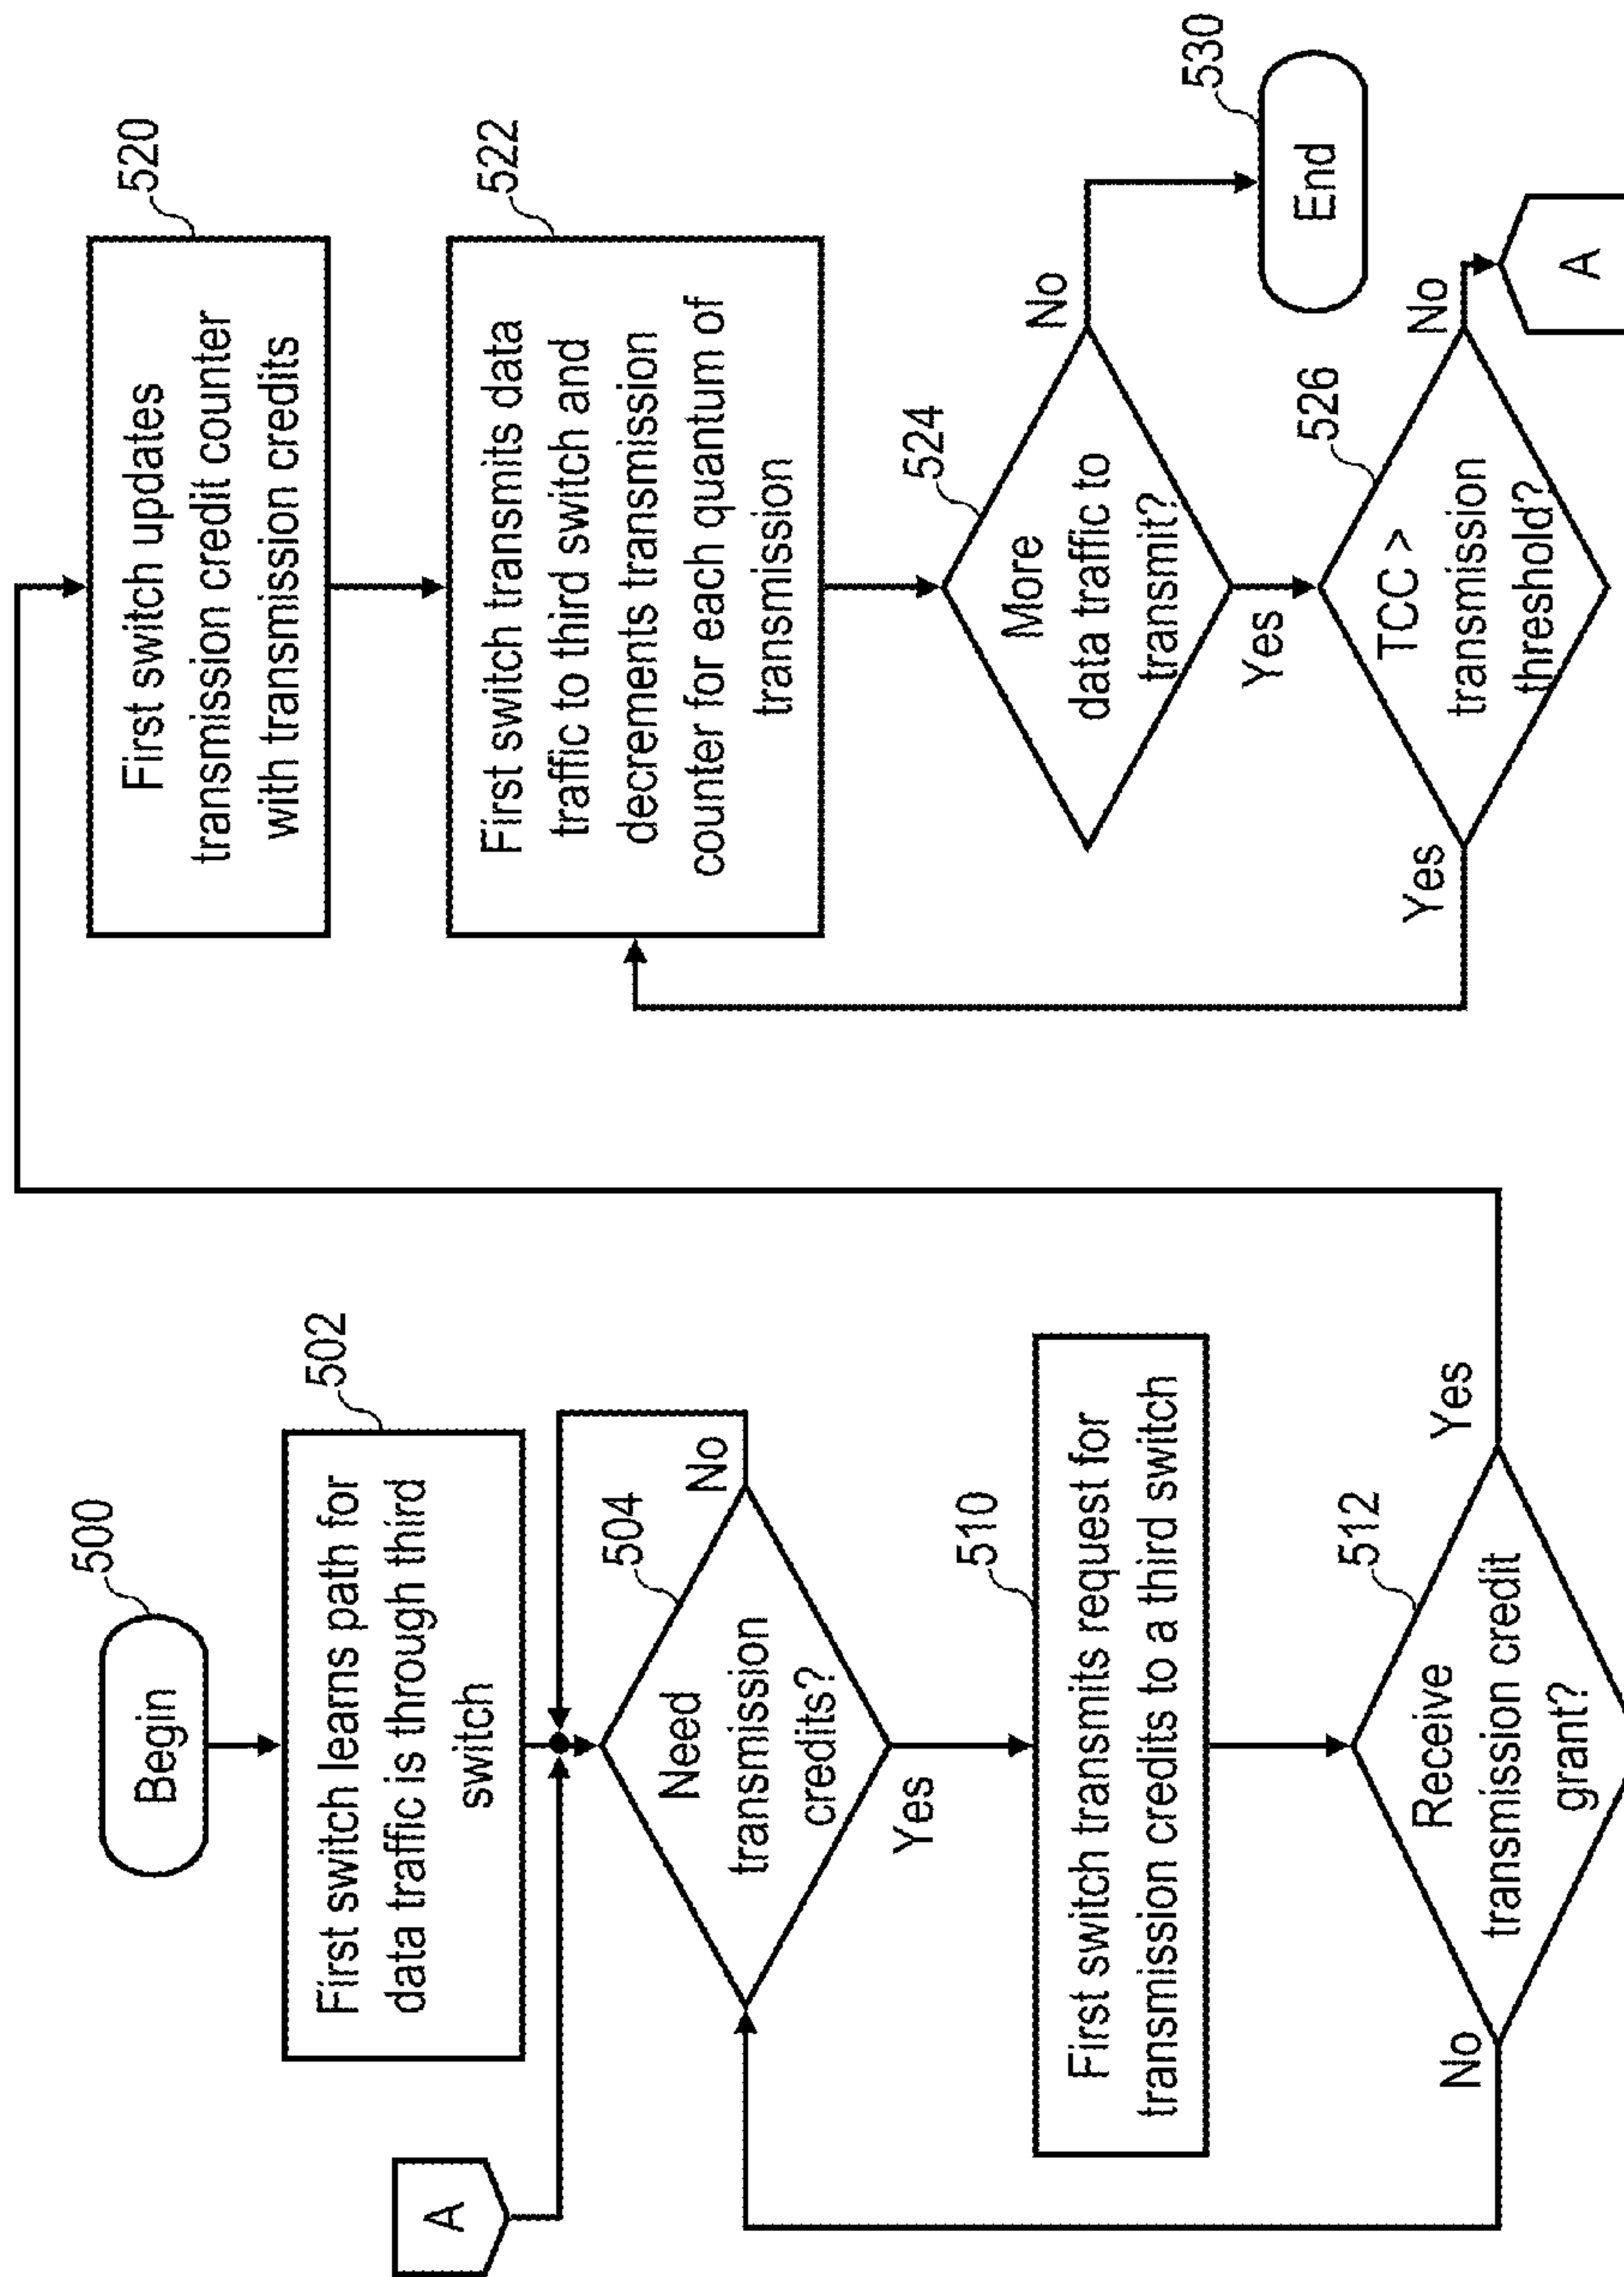 500
Begin
502
First switch learns path for
data traffic is through third
switch
A
504
Need
transmission
credits?
No
Yes
510
First switch transmits request for
transmission credits to a third switch
512
Receive
transmission credit
grant?
No
Yes
520
First switch updates
transmission credit counter
with transmission credits
522
First switch transmits data
traffic to third switch and
decrements transmission
counter for each quantum of
transmission
524
More
data traffic to
transmit?
No
Yes
530
End
526
TCC >
transmission
threshold?
Yes
No
A